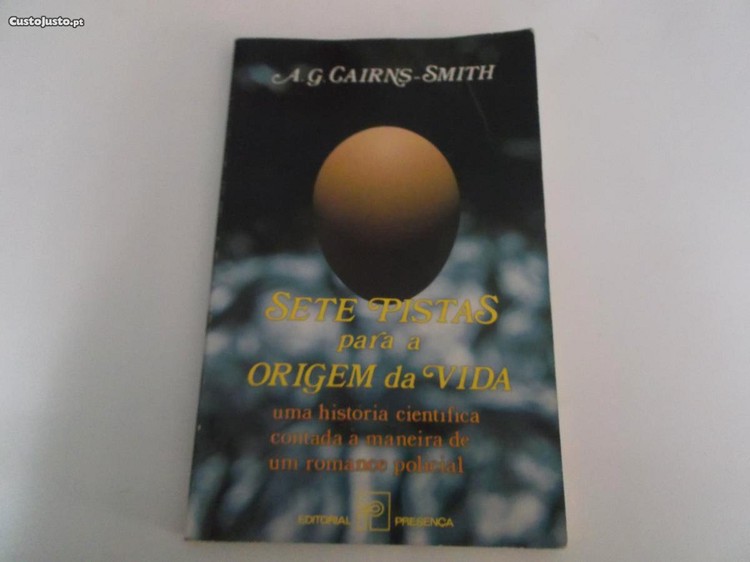 CustoJusto.pt
A. G. CAIRNS-SMITH
SETE PISTAS
para a
ORIGEM da VIDA
uma historia cientifica
contada a maneira de
um romance policial
EDITORIAL P PRESENÇA